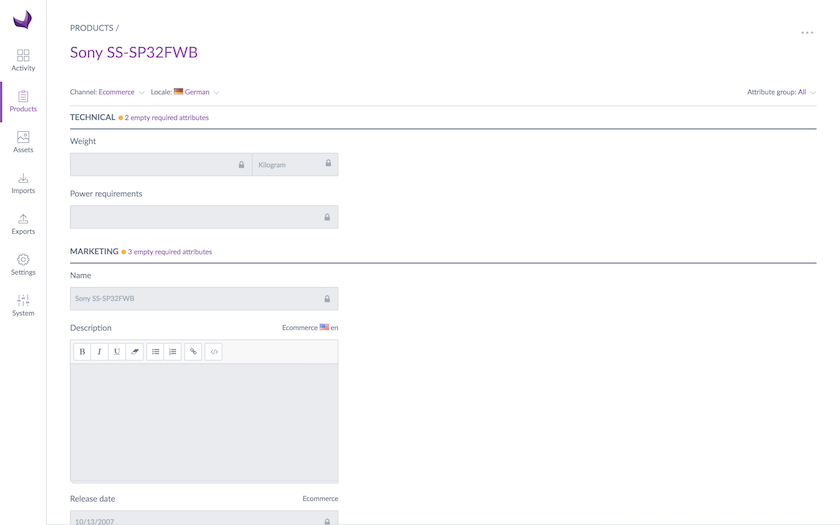 PRODUCTS /
Sony SS-SP32FWB
Activity
Products
Assets
Imports
Exports
Settings
System
Channel: Ecommerce Locale: German Attribute group: All
TECHNICAL 2 empty required attributes
Weight
Kilogram
Power requirements
MARKETING 3 empty required attributes
Name
Sony SS-SP32FWB
Description Ecommerce en
B I U </>
Release date Ecommerce
10/13/2007